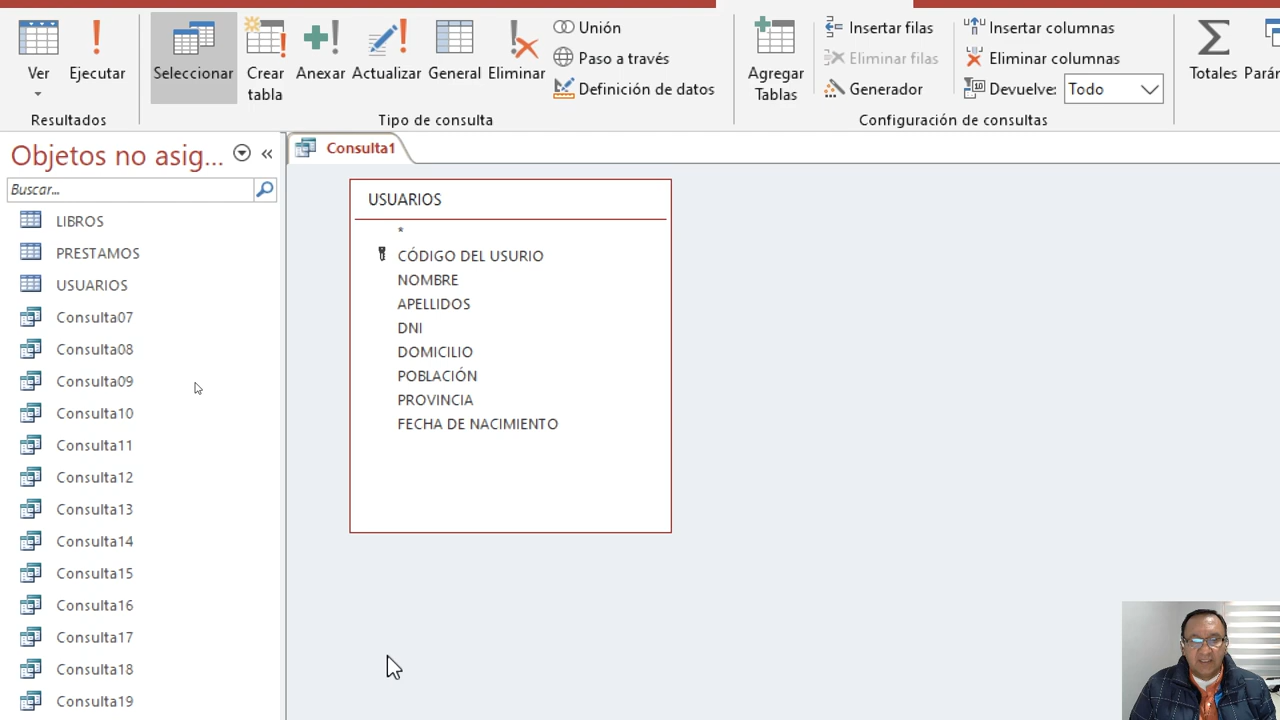 Ver
Ejecutar
Resultados
Seleccionar
Crear
tabla
Anexar
Actualizar
General
Eliminar
Unión
Paso a través
Definición de datos
Tipo de consulta
Agregar
Tablas
Insertar filas
Eliminar filas
Generador
Insertar columnas
Eliminar columnas
Devuelve: Todo
Configuración de consultas
Totales
Parám
Objetos no asig...
Buscar...
LIBROS
PRESTAMOS
USUARIOS
Consulta07
Consulta08
Consulta09
Consulta10
Consulta11
Consulta12
Consulta13
Consulta14
Consulta15
Consulta16
Consulta17
Consulta18
Consulta19
Consulta1
USUARIOS
*
CÓDIGO DEL USURIO
NOMBRE
APELLIDOS
DNI
DOMICILIO
POBLACIÓN
PROVINCIA
FECHA DE NACIMIENTO